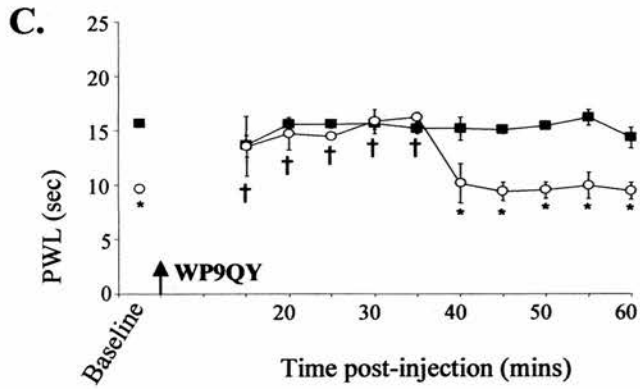 C.
25
20
15
10
5
0
PWL (sec)
† † † † †
* * * * * *
WP9QY
Baseline
20 30 40 50 60
Time post-injection (mins)